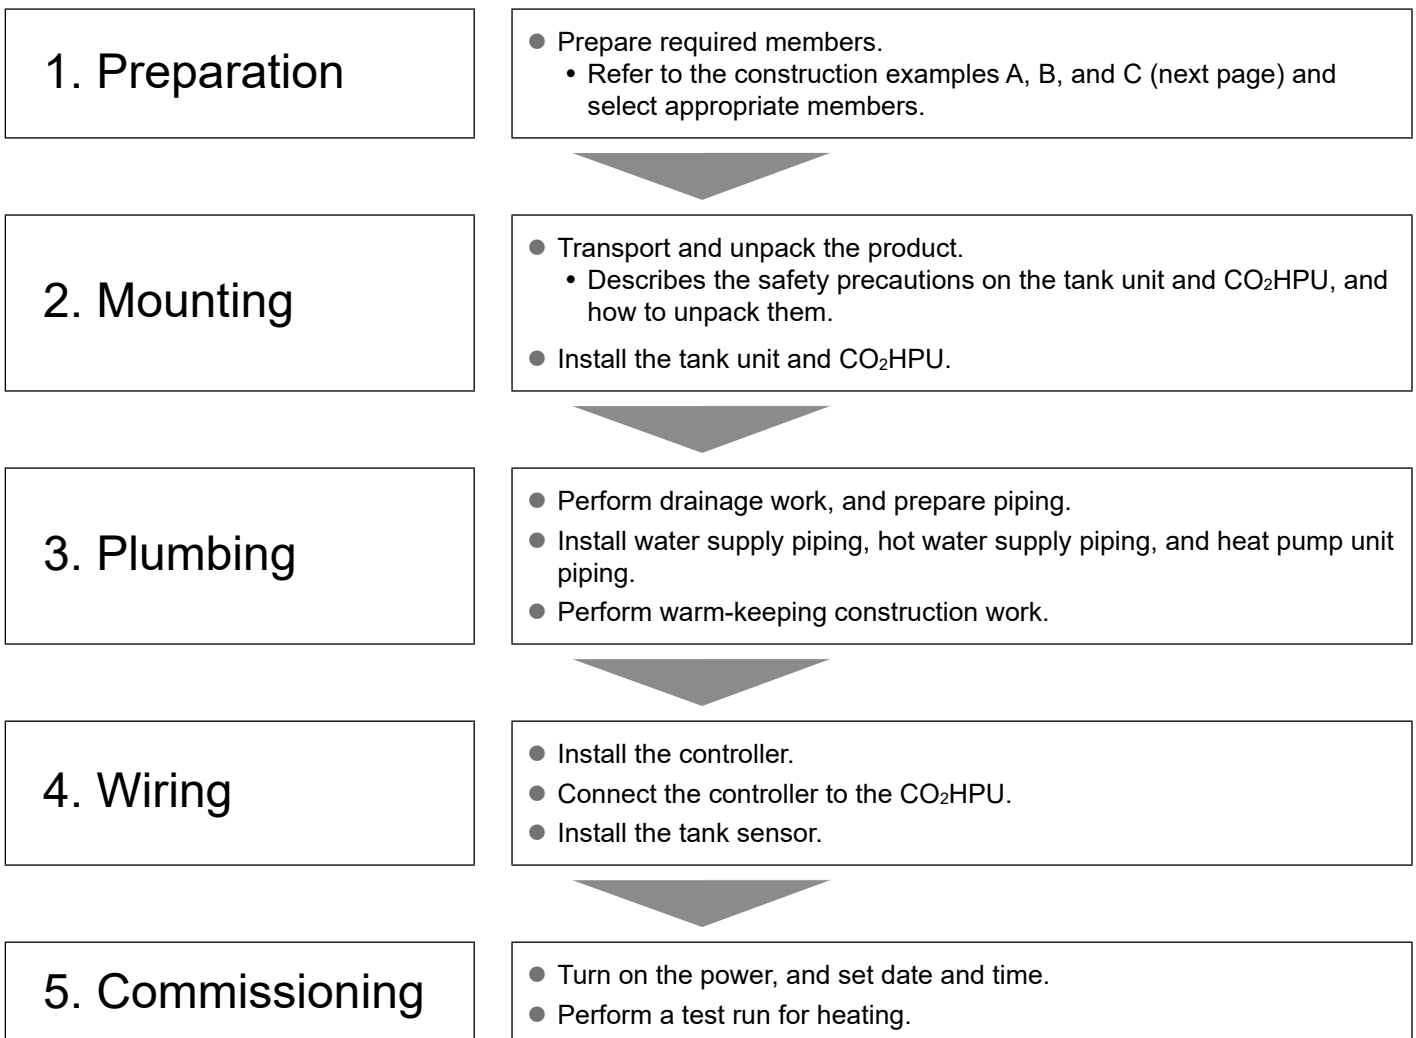 1. Preparation
● Prepare required members.
• Refer to the construction examples A, B, and C (next page) and
select appropriate members.
2. Mounting
● Transport and unpack the product.
• Describes the safety precautions on the tank unit and CO₂HPU, and
how to unpack them.
● Install the tank unit and CO₂HPU.
3. Plumbing
● Perform drainage work, and prepare piping.
● Install water supply piping, hot water supply piping, and heat pump unit
piping.
● Perform warm-keeping construction work.
4. Wiring
● Install the controller.
● Connect the controller to the CO₂HPU.
● Install the tank sensor.
5. Commissioning
● Turn on the power, and set date and time.
● Perform a test run for heating.